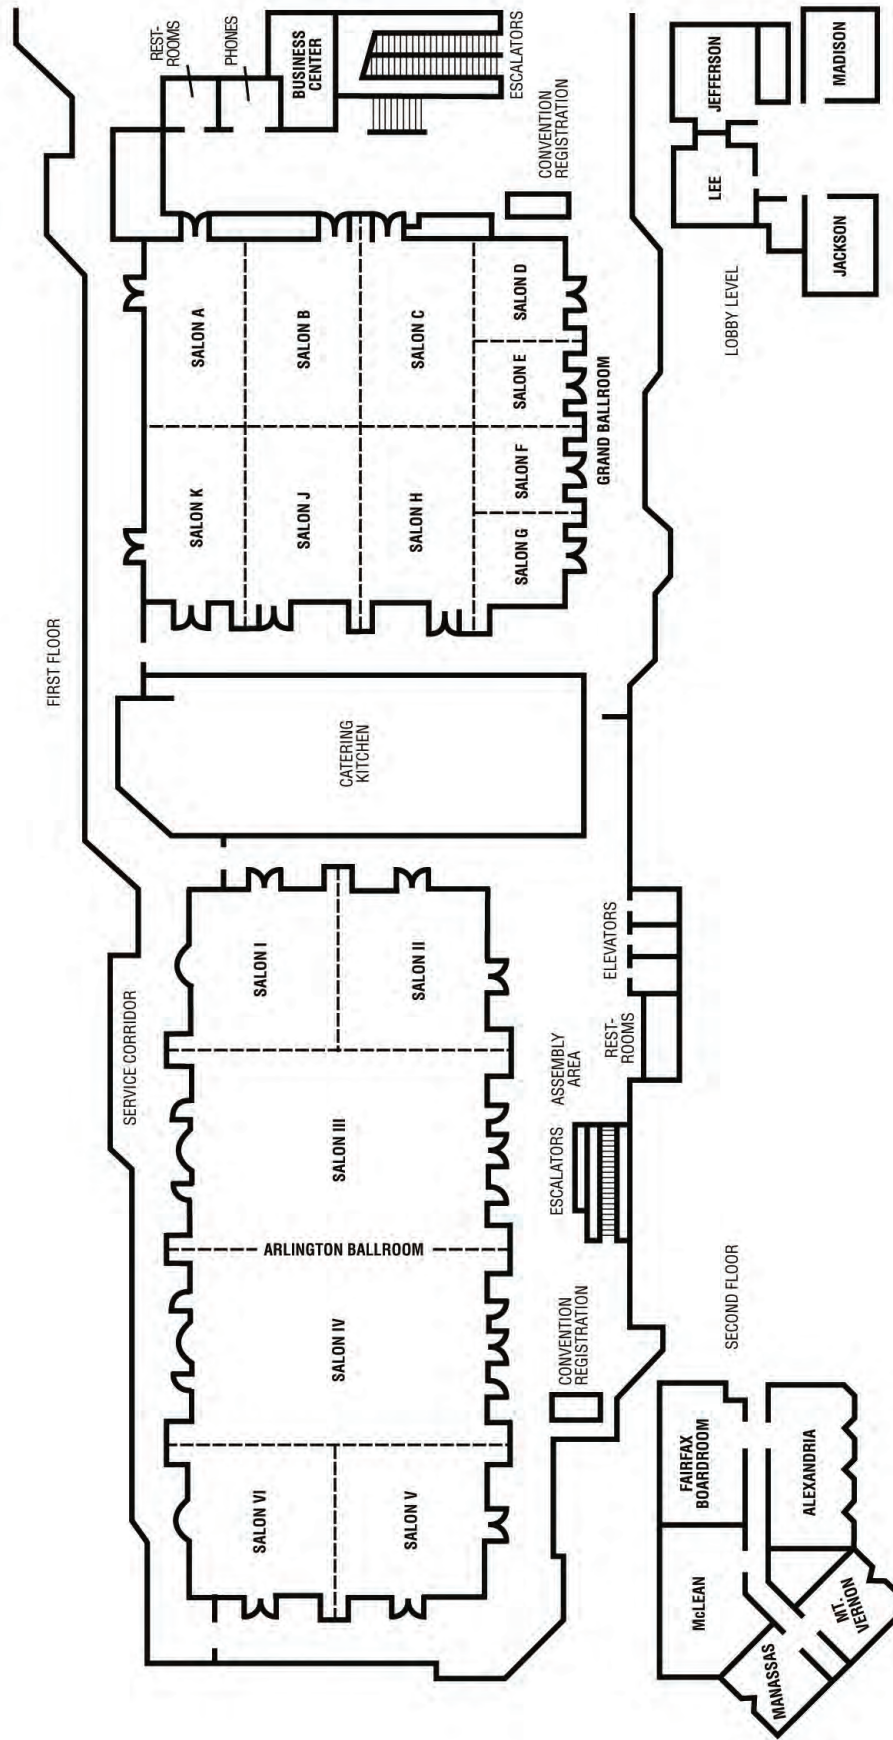 FIRST FLOOR
SERVICE CORRIDOR
REST-
ROOMS
PHONES
BUSINESS
CENTER
ESCALATORS
CONVENTION
REGISTRATION
SALON A
SALON B
SALON C
SALON D
SALON E
SALON F
SALON G
SALON H
SALON J
SALON K
GRAND BALLROOM
CATERING
KITCHEN
SALON I
SALON II
SALON III
ARLINGTON BALLROOM
SALON IV
SALON V
SALON VI
ELEVATORS
REST-
ROOMS
ASSEMBLY
AREA
ESCALATORS
CONVENTION
REGISTRATION
SECOND FLOOR
FAIRFAX
BOARDROOM
ALEXANDRIA
McLEAN
MT.
VERNON
MANASSAS
LOBBY LEVEL
JEFFERSON
MADISON
LEE
JACKSON